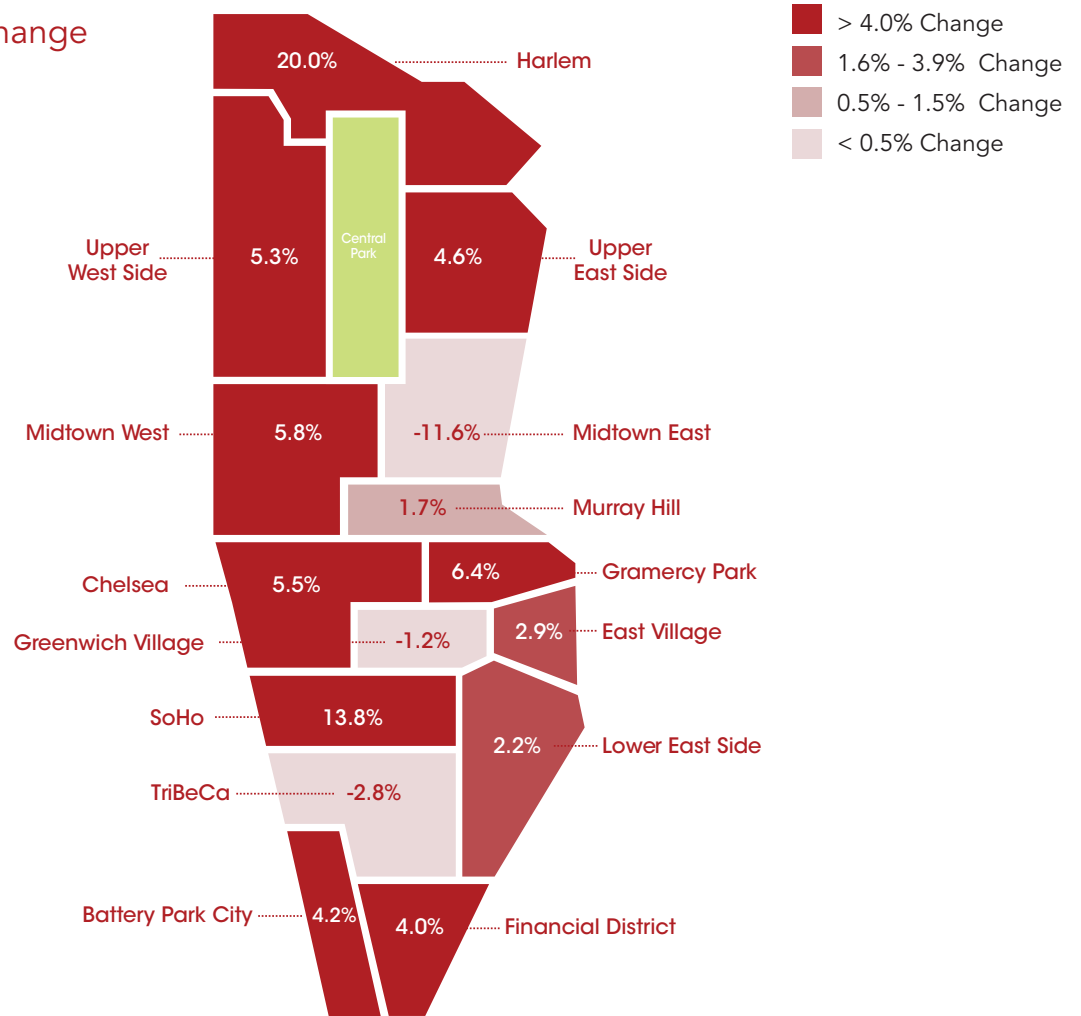 > 4.0% Change
1.6% - 3.9% Change
0.5% - 1.5% Change
< 0.5% Change
20.0%
Harlem
Upper
West Side
5.3%
Central
Park
4.6%
Upper
East Side
Midtown West
5.8%
-11.6%
Midtown East
1.7%
Murray Hill
Chelsea
5.5%
6.4%
Gramercy Park
Greenwich Village
-1.2%
2.9%
East Village
SoHo
13.8%
2.2%
Lower East Side
TriBeCa
-2.8%
Battery Park City
4.2%
4.0%
Financial District